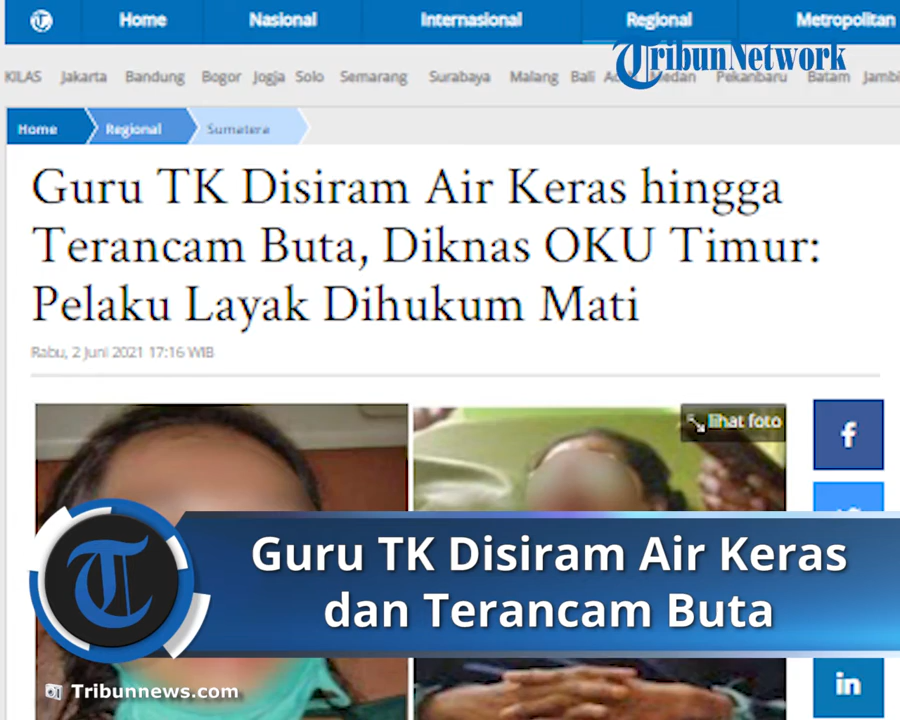 Home Nasional Internasional Regional Metropolitan
TribunNetwork
KILAS Jakarta Bandung Bogor Jogja Solo Semarang Surabaya Malang Bali Medan Pekanbaru Batam Jambi
Home Regional Sumatera
Guru TK Disiram Air Keras hingga
Terancam Buta, Diknas OKU Timur:
Pelaku Layak Dihukum Mati
Rabu, 2 Juni 2021 17:16 WIB
lihat foto
f
Guru TK Disiram Air Keras
dan Terancam Buta
in
Tribunnews.com